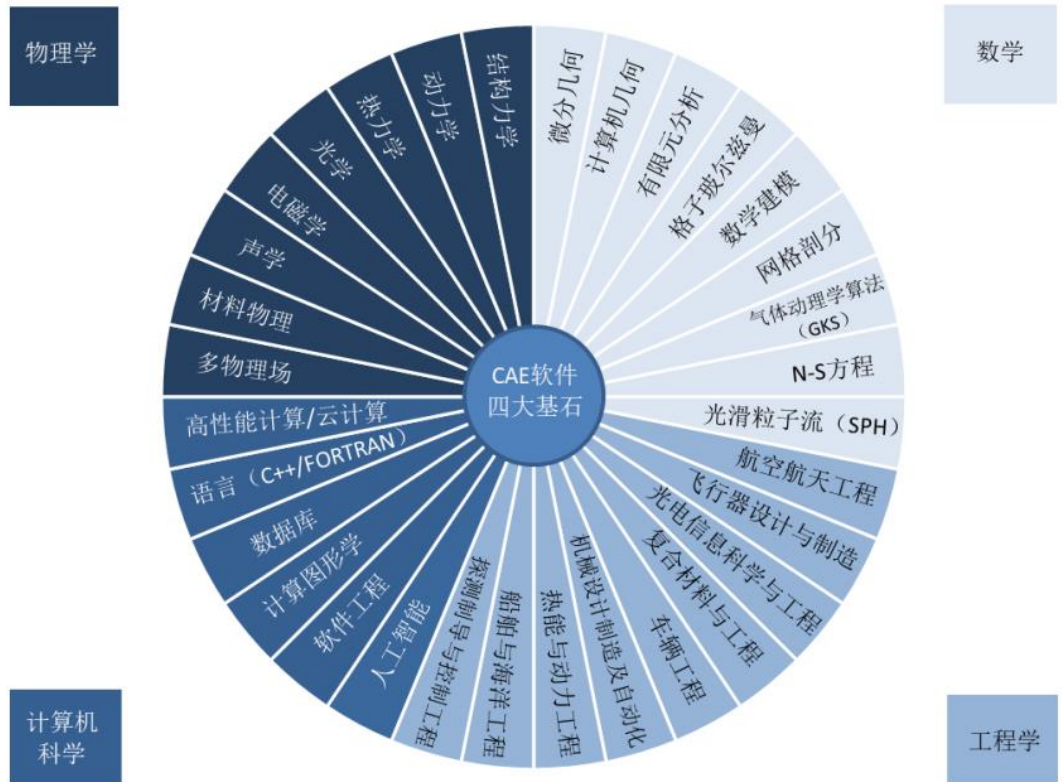 物理学
数学
结构力学
动力学
热力学
光学
电磁学
声学
材料物理
多物理场
微分几何
计算机几何
有限元分析
格子玻尔兹曼
数学建模
网格剖分
气体动理学算法
（GKS）
N-S方程
光滑粒子流（SPH）
CAE软件
四大基石
高性能计算/云计算
语言（C++/FORTRAN）
数据库
计算图形学
软件工程
人工智能
航空航天工程
飞行器设计与制造
光电信息科学与工程
复合材料与工程
车辆工程
机械设计制造及自动化
热能与动力工程
船舶与海洋工程
探测制导与控制工程
计算机
科学
工程学